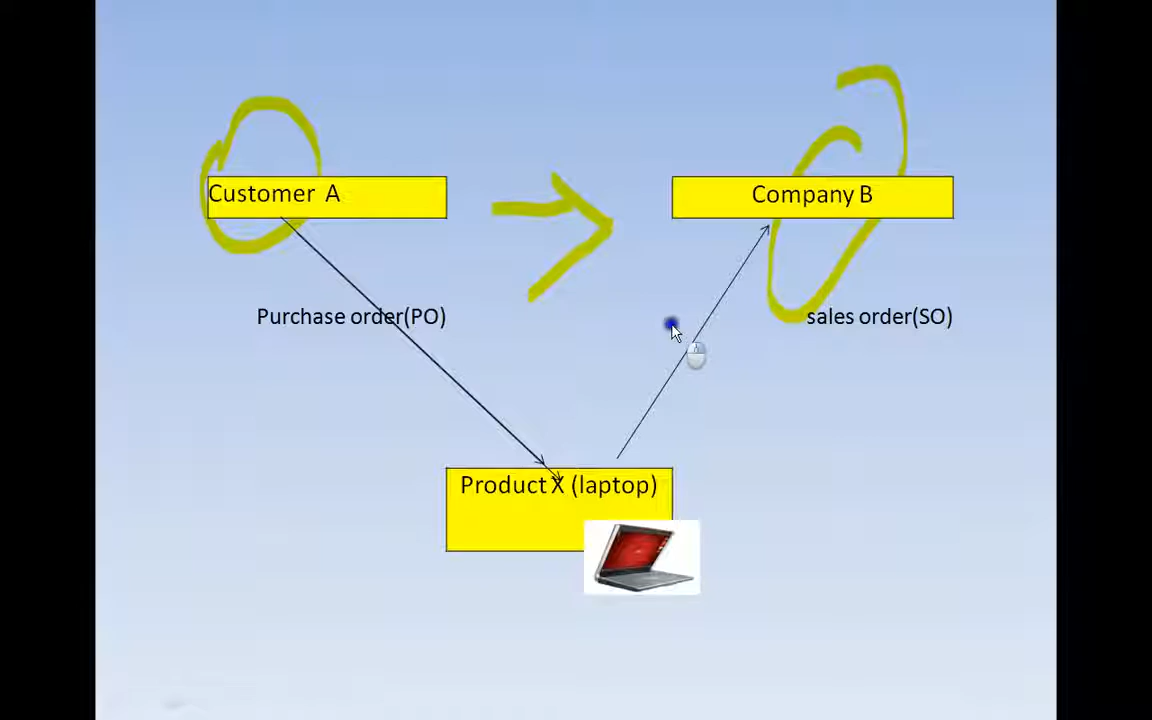 Customer A
Company B
Purchase order(PO)
sales order(SO)
Product X (laptop)